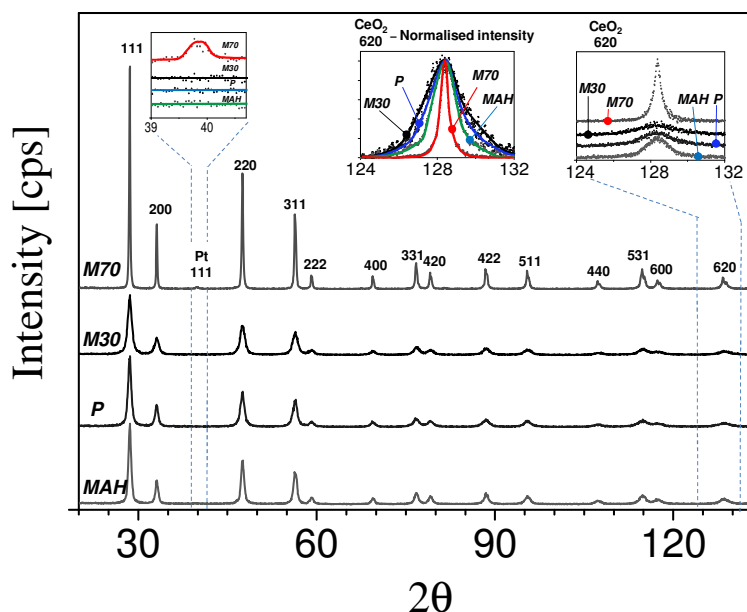 CeO2
620 – Normalised intensity
CeO2
620
111
M70
M30
P
MAH
39 40
P
M30
M70
MAH
124 128 132
M30
M70
MAH
P
124 128 132
220
200
311
Pt
111
222
400
331
420
422
511
440
531
600
620
M70
M30
P
MAH
Intensity [cps]
30 60 90 120
2θ